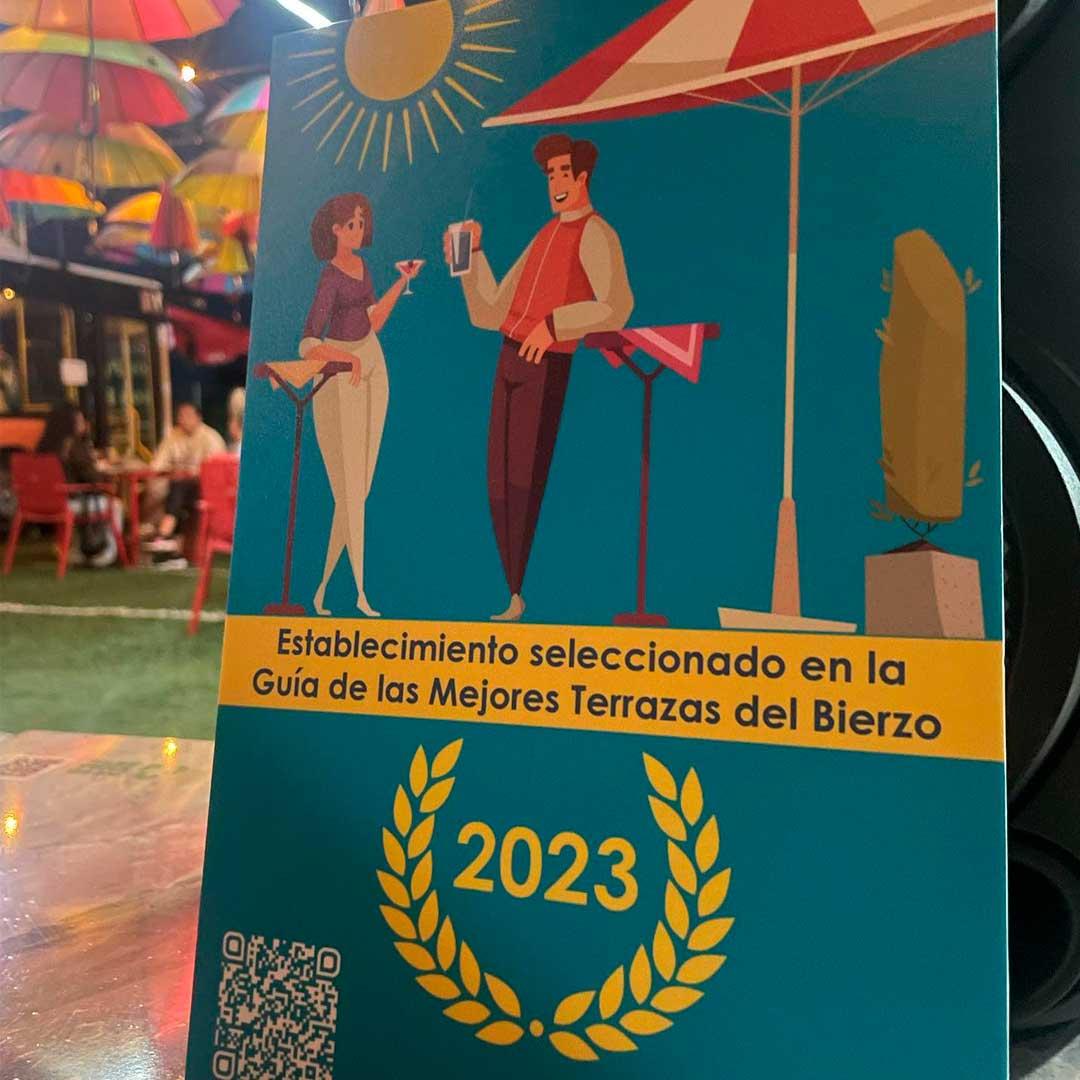 Establecimiento seleccionado en la
Guía de las Mejores Terrazas del Bierzo
2023